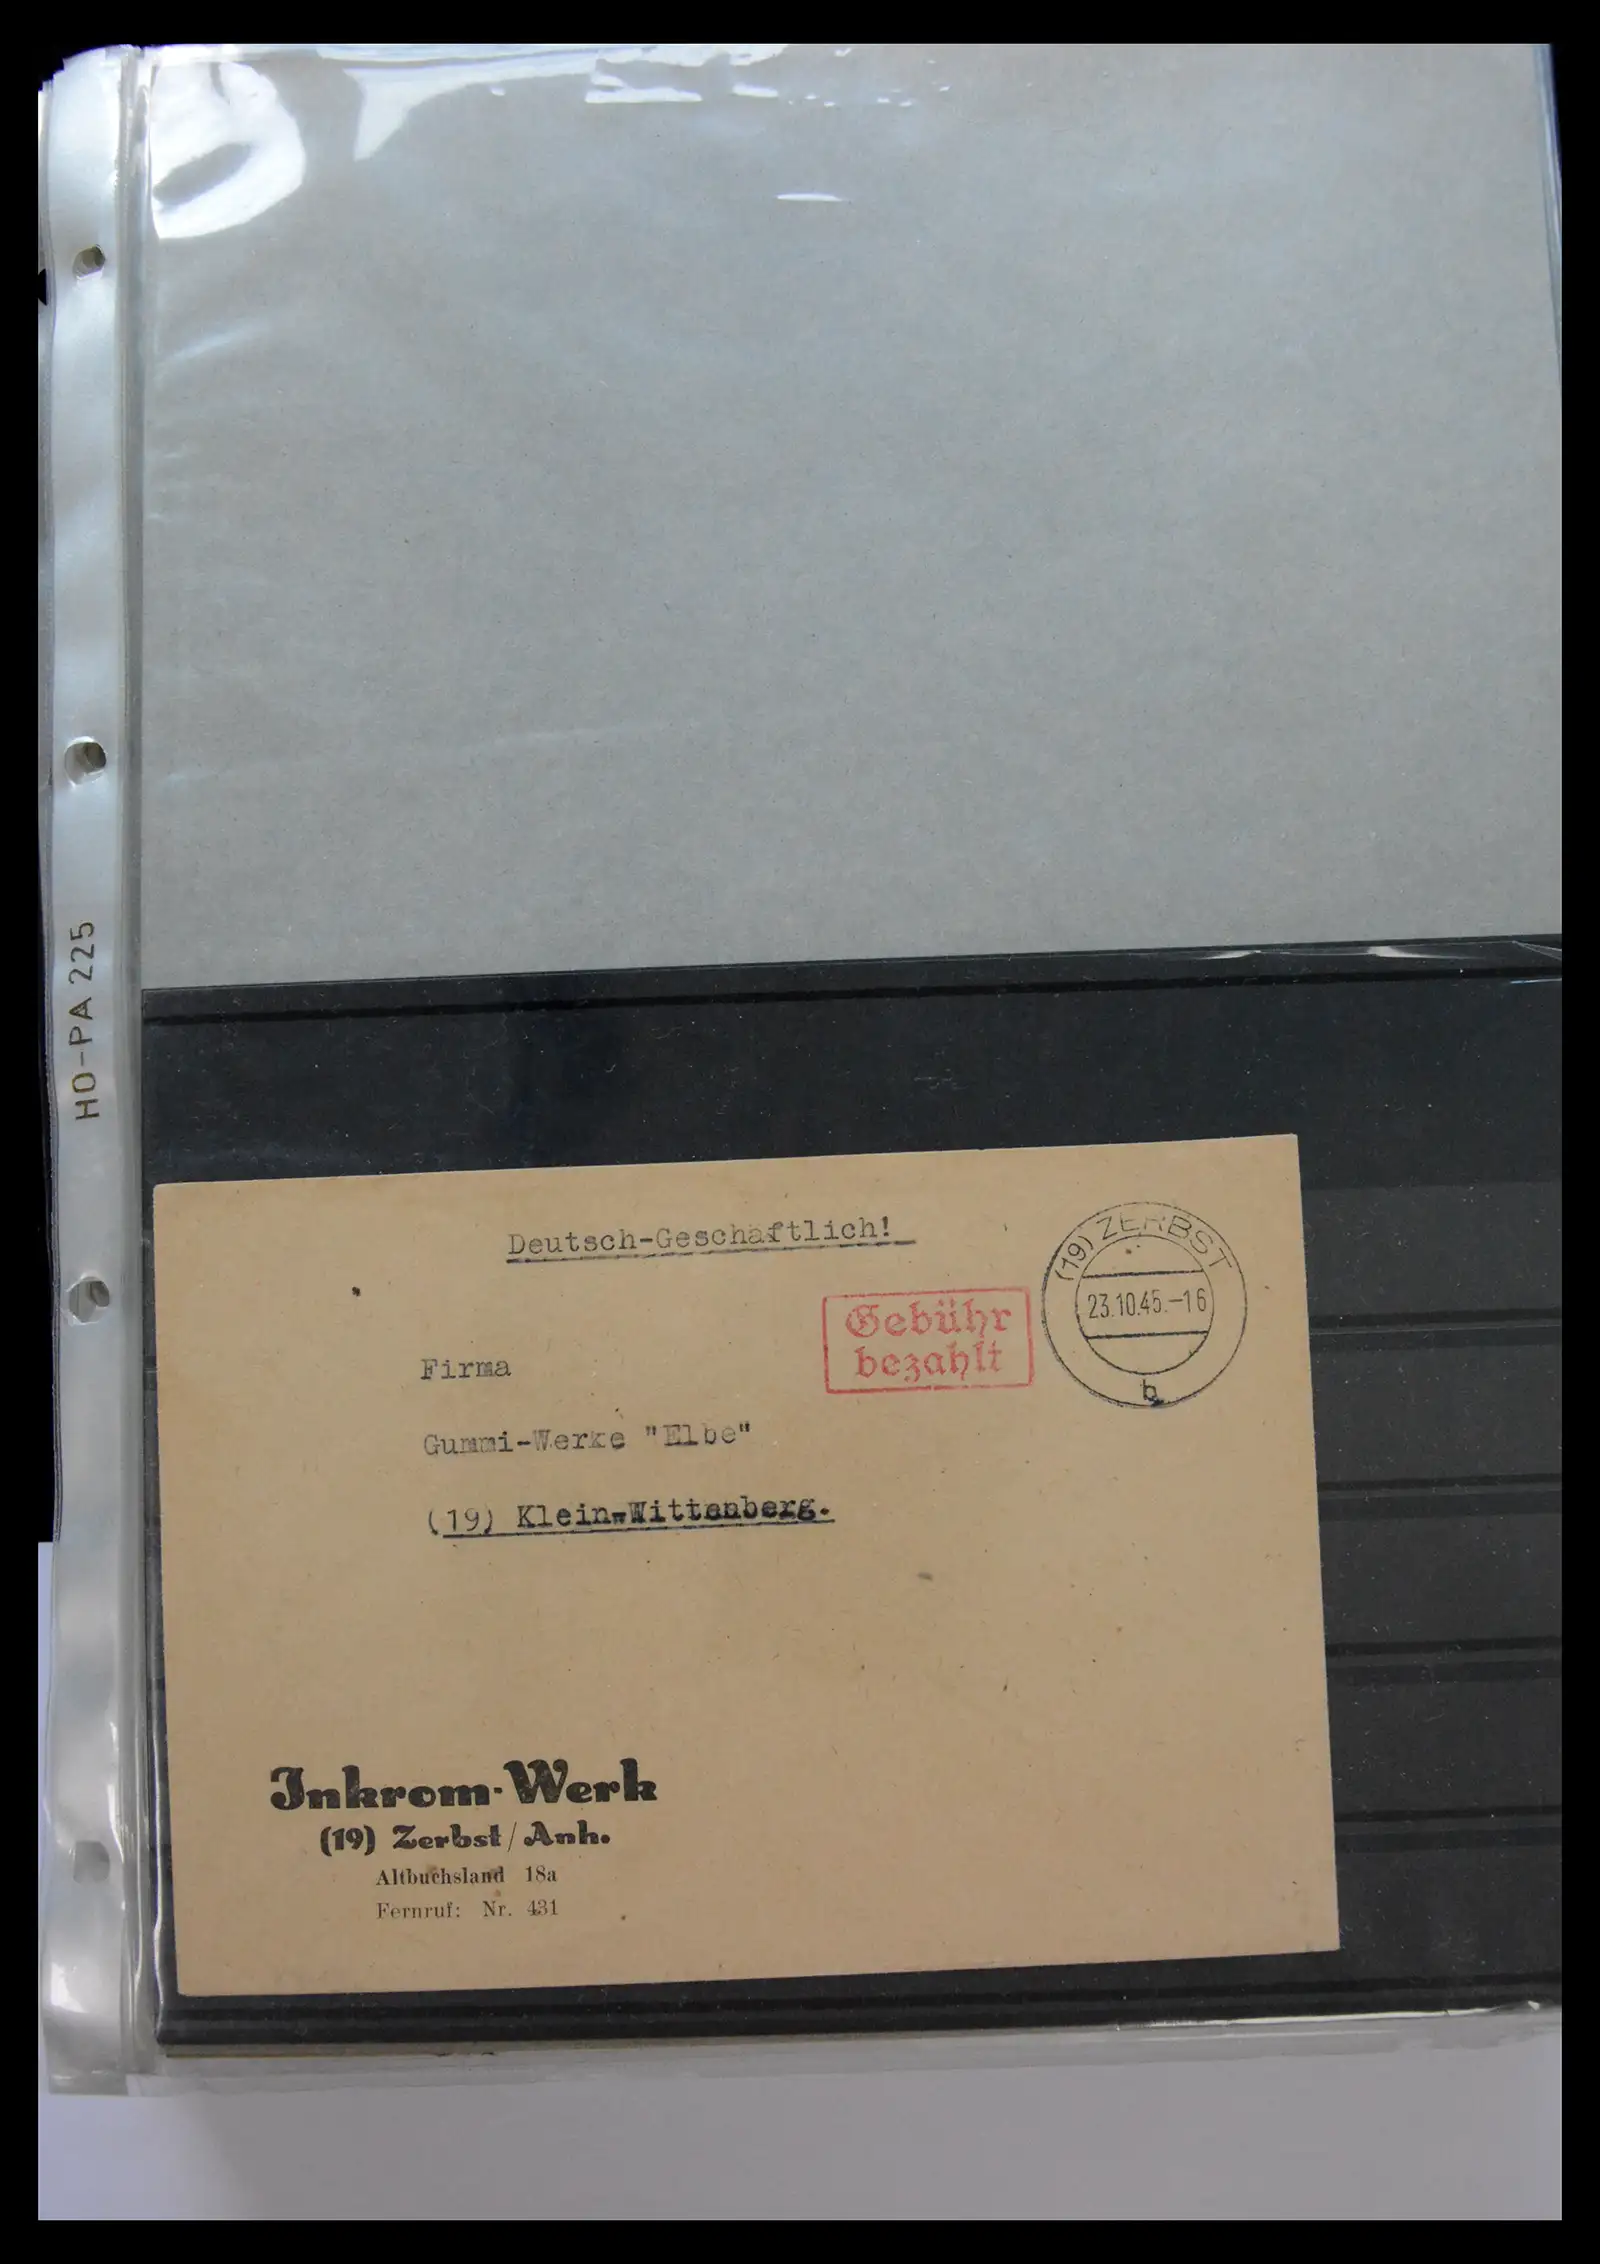 HO-PA 225
Deutsch-Geschäftlich!
(19) ZERBST
23.10.45.-16
b
Gebühr
bezahlt
Firma
Gummi-Werke "Elbe"
(19) Klein-Wittenberg.
Inkrom-Werk
(19) Zerbst/Anh.
Altbuchsland 18a
Fernruf: Nr. 431